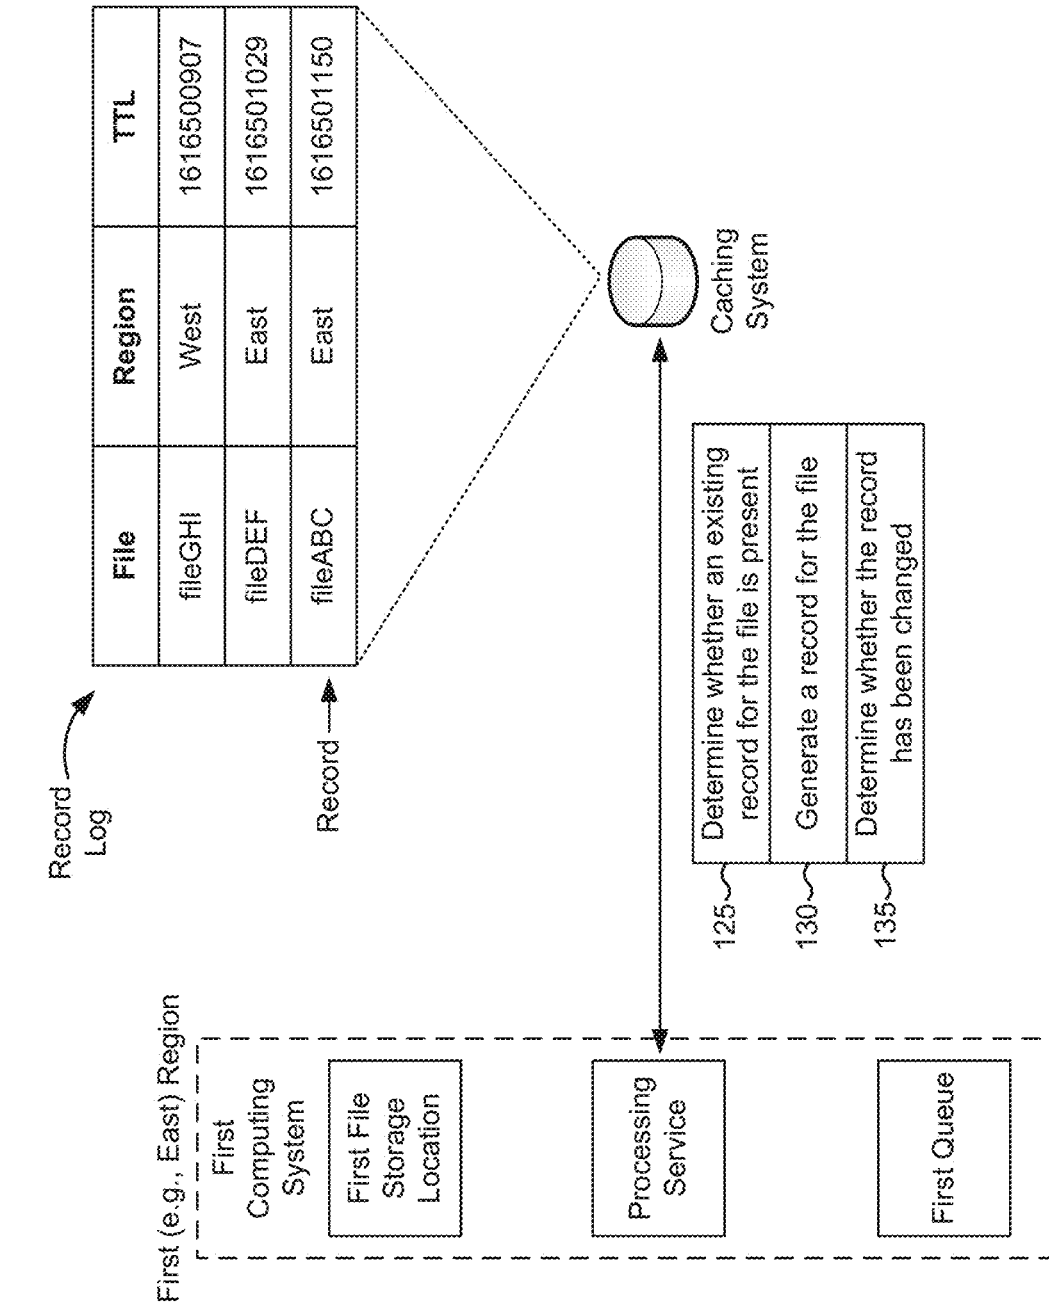 First (e.g., East) Region
First
Computing
System
First File
Storage
Location
Processing
Service
First Queue
125
Determine whether an existing
record for the file is present
130
Generate a record for the file
135
Determine whether the record
has been changed
Caching
System
Record
Log
Record
File Region TTL
fileGHI West 1616500907
fileDEF East 1616501029
fileABC East 1616501150